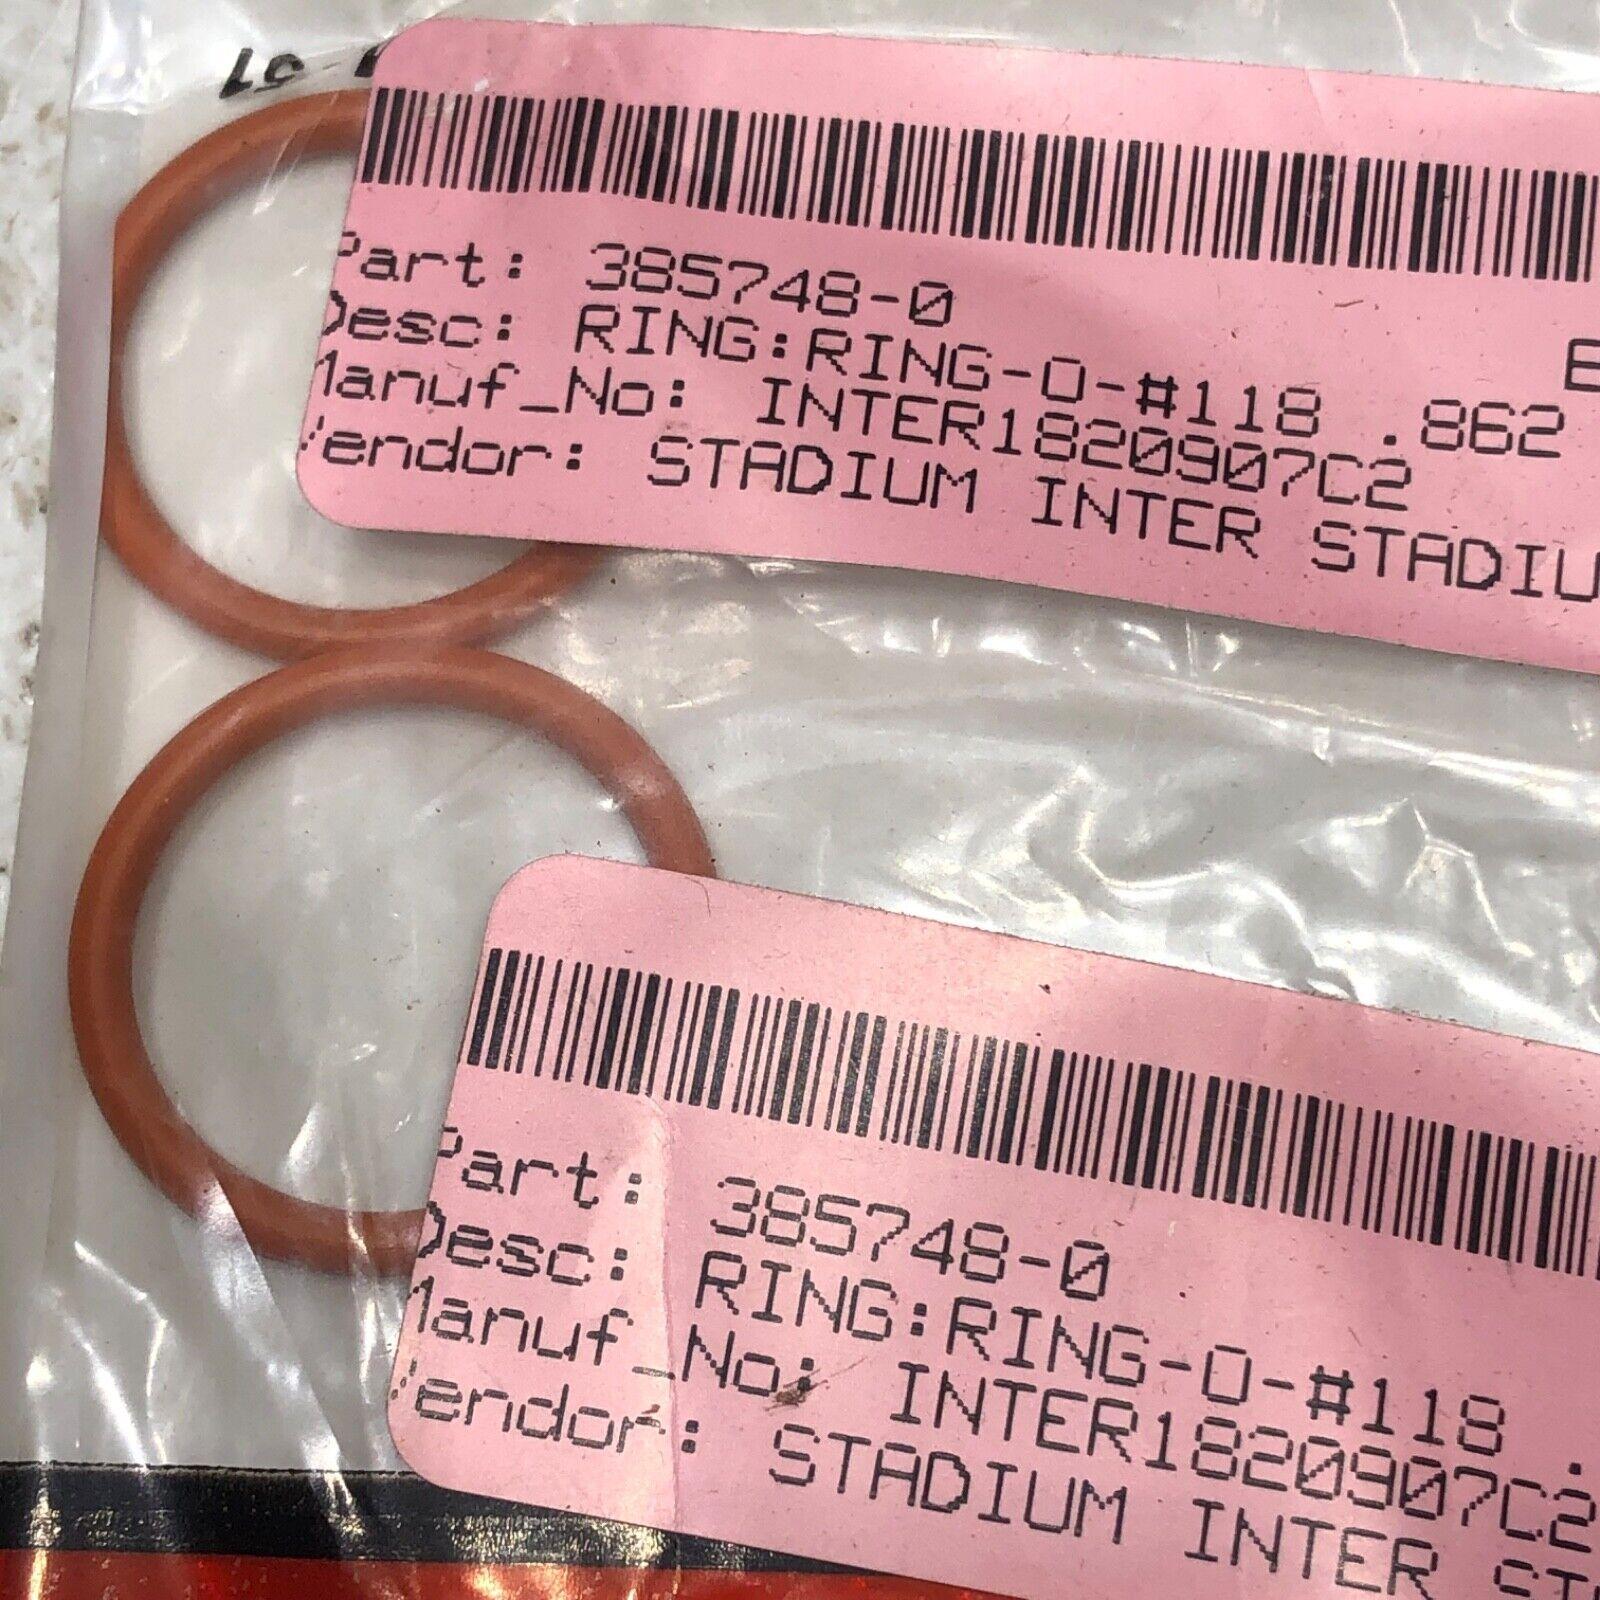 Part: 385748-0
Desc: RING:RING-O-#118 .862
Manuf_No: INTER1820907C2
Vendor: STADIUM INTER STADIU
Part: 385748-0
Desc: RING:RING-O-#118 .
Manuf_No: INTER1820907C2
Vendor: STADIUM INTER